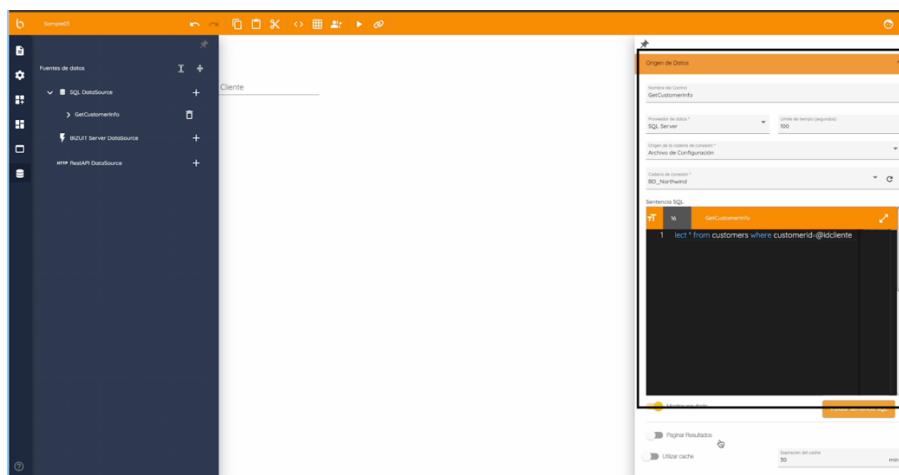 Sample03
Fuentes de datos
SQL DataSource
GetCustomerInfo
BIZUIT Server DataSource
HTTP RestAPI DataSource
Cliente
Origen de Datos
Nombre del Control
GetCustomerInfo
Proveedor de datos *
SQL Server
Límite de tiempo (segundos)
100
Origen de la cadena de conexión *
Archivo de Configuración
Cadena de conexión *
BD_Northwind
Sentencia SQL
16
GetCustomerInfo
1 lect * from customers where customerid=@idcliente
Paginar Resultados
Utilizar cache
Expiración del cache
30
min